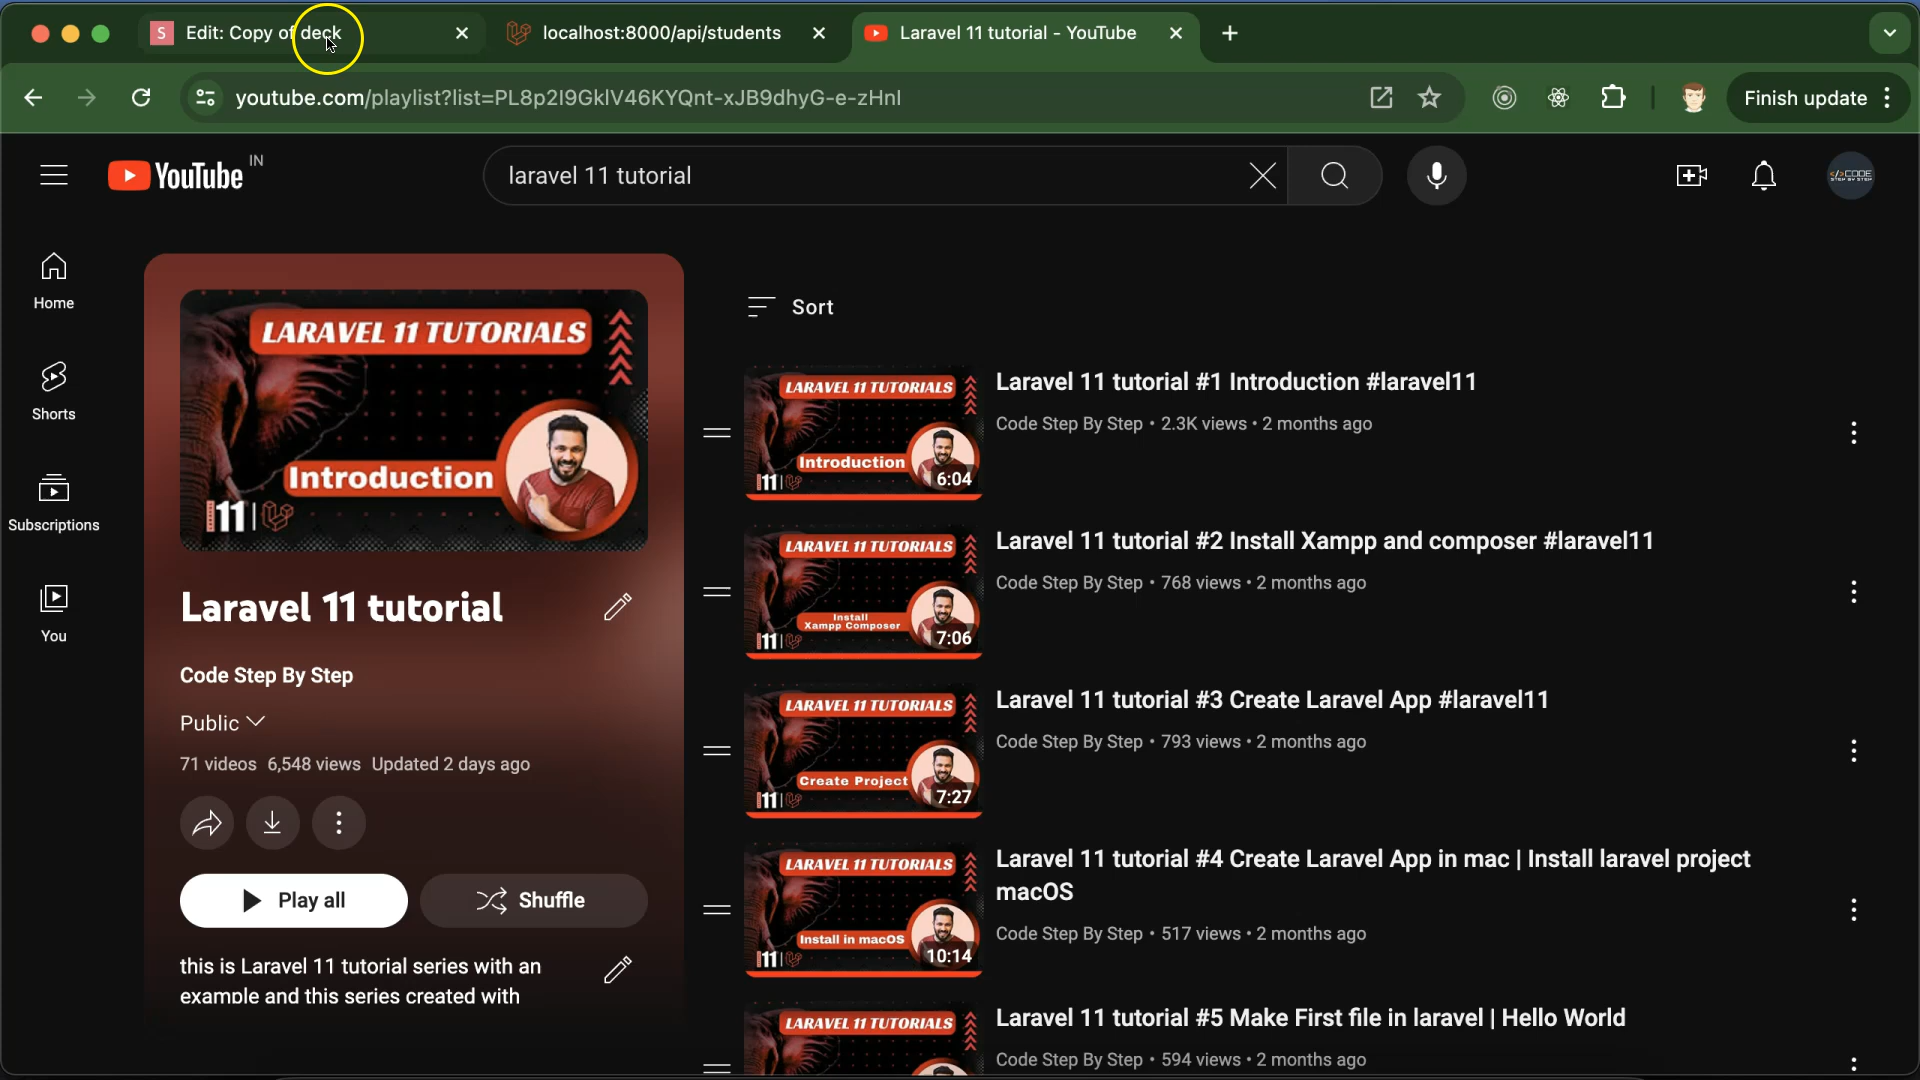 S Edit: Copy of deck
localhost:8000/api/students
Laravel 11 tutorial - YouTube
youtube.com/playlist?list=PL8p2I9GklV46KYQnt-xJB9dhyG-e-zHnI
Finish update
YouTube IN
laravel 11 tutorial
</>CODE
STEP BY STEP
Home
Shorts
Subscriptions
You
LARAVEL 11 TUTORIALS
Introduction
11
Laravel 11 tutorial
Code Step By Step
Public
71 videos 6,548 views Updated 2 days ago
Play all
Shuffle
this is Laravel 11 tutorial series with an
example and this series created with
Sort
LARAVEL 11 TUTORIALS
Introduction
11
6:04
Laravel 11 tutorial #1 Introduction #laravel11
Code Step By Step • 2.3K views • 2 months ago
LARAVEL 11 TUTORIALS
Install
Xampp Composer
11
7:06
Laravel 11 tutorial #2 Install Xampp and composer #laravel11
Code Step By Step • 768 views • 2 months ago
LARAVEL 11 TUTORIALS
Create Project
11
7:27
Laravel 11 tutorial #3 Create Laravel App #laravel11
Code Step By Step • 793 views • 2 months ago
LARAVEL 11 TUTORIALS
Install in macOS
11
10:14
Laravel 11 tutorial #4 Create Laravel App in mac | Install laravel project
macOS
Code Step By Step • 517 views • 2 months ago
LARAVEL 11 TUTORIALS
Laravel 11 tutorial #5 Make First file in laravel | Hello World
Code Step By Step • 594 views • 2 months ago